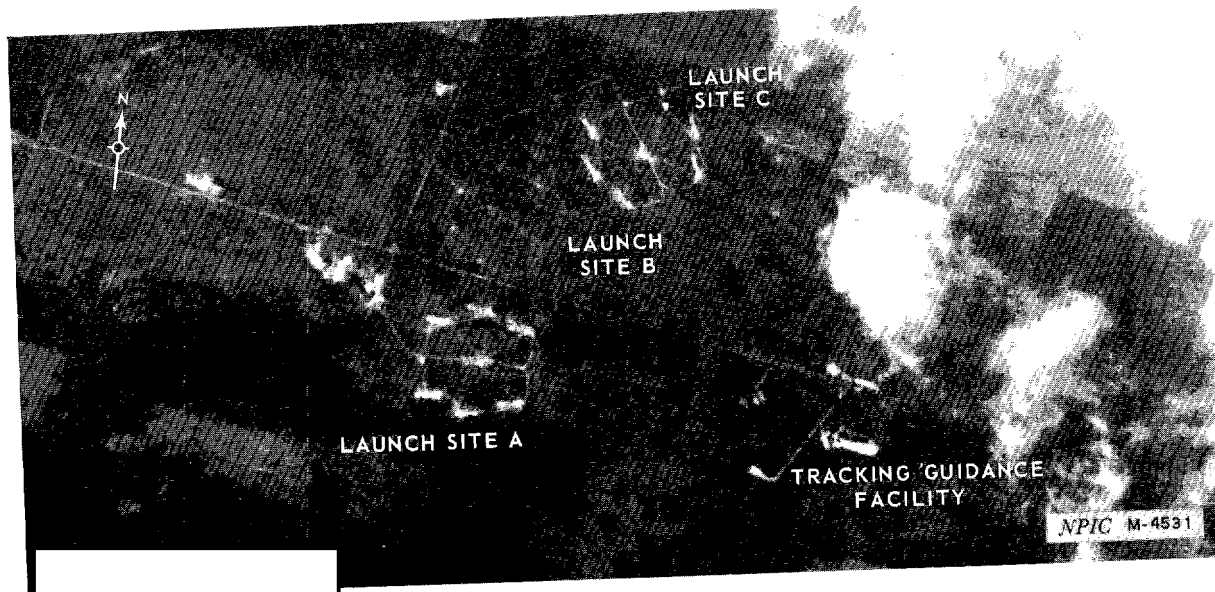 N
LAUNCH
SITE C
LAUNCH
SITE B
LAUNCH SITE A
TRACKING 'GUIDANCE
FACILITY
NPIC M-4531